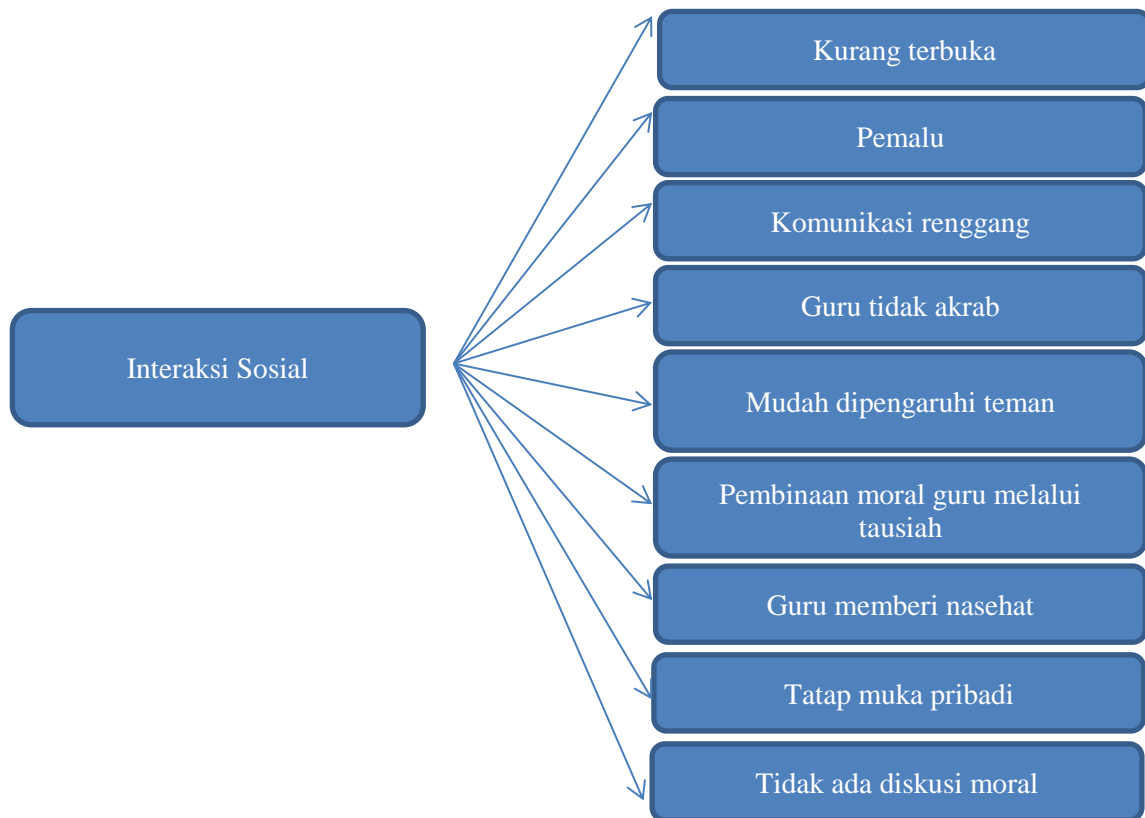 Kurang terbuka
Pemalu
Komunikasi renggang
Guru tidak akrab
Interaksi Sosial
Mudah dipengaruhi teman
Pembinaan moral guru melalui
tausiah
Guru memberi nasehat
Tatap muka pribadi
Tidak ada diskusi moral